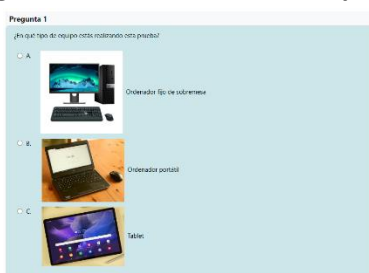 Pregunta 1
¿En qué tipo de equipo estás realizando esta prueba?
A.
Ordenador fijo de sobremesa
B.
Ordenador portátil
C.
Tablet